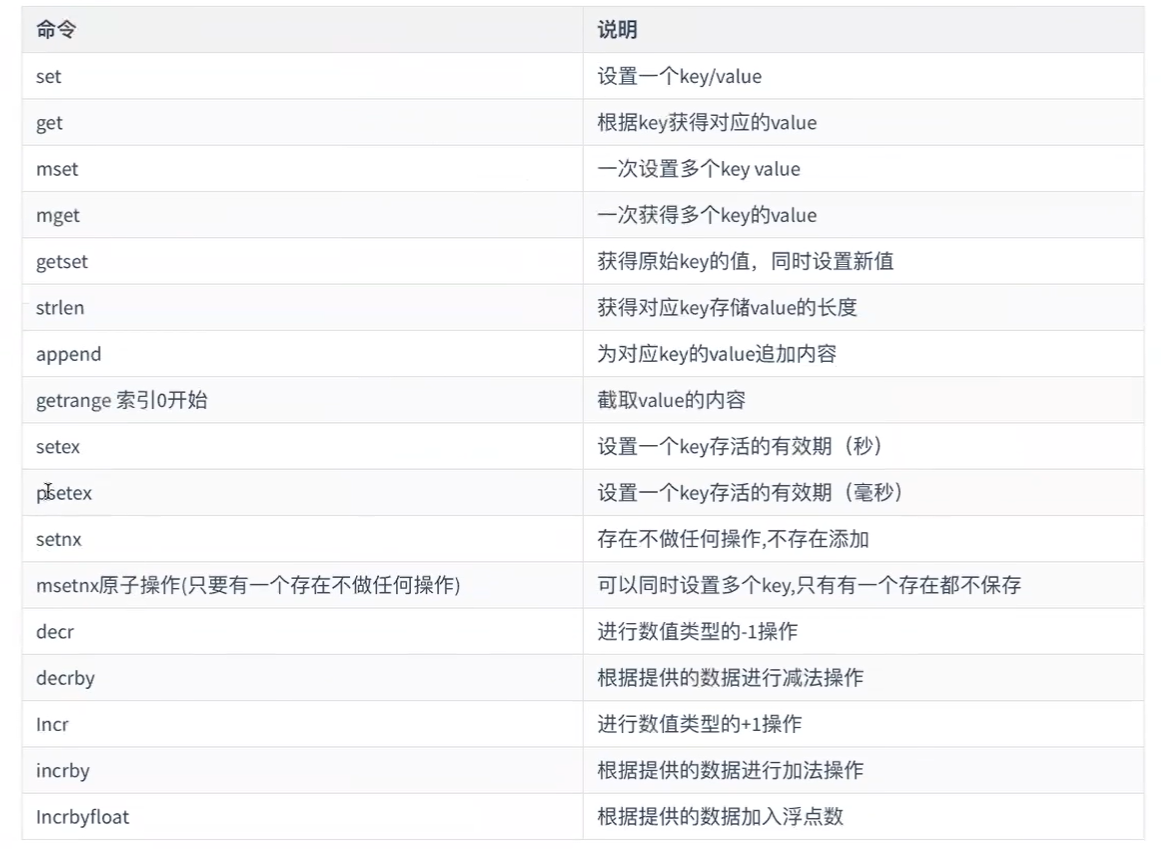 命令 说明
set 设置一个key/value
get 根据key获得对应的value
mset 一次设置多个key value
mget 一次获得多个key的value
getset 获得原始key的值，同时设置新值
strlen 获得对应key存储value的长度
append 为对应key的value追加内容
getrange 索引0开始 截取value的内容
setex 设置一个key存活的有效期（秒）
psetex 设置一个key存活的有效期（毫秒）
setnx 存在不做任何操作,不存在添加
msetnx原子操作(只要有一个存在不做任何操作) 可以同时设置多个key,只有有一个存在都不保存
decr 进行数值类型的-1操作
decrby 根据提供的数据进行减法操作
Incr 进行数值类型的+1操作
incrby 根据提供的数据进行加法操作
Incrbyfloat 根据提供的数据加入浮点数